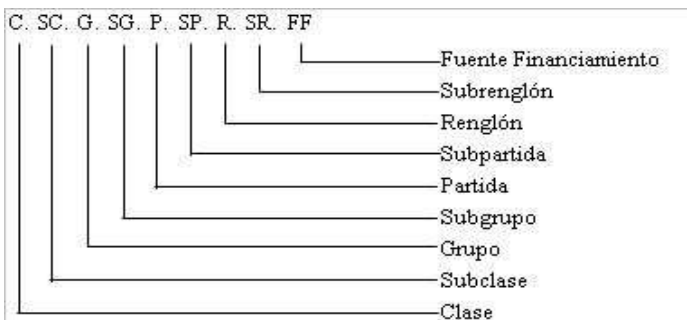 C. SC. G. SG. P. SP. R. SR. FF
Fuente Financiamiento
Subrenglón
Renglón
Subpartida
Partida
Subgrupo
Grupo
Subclase
Clase